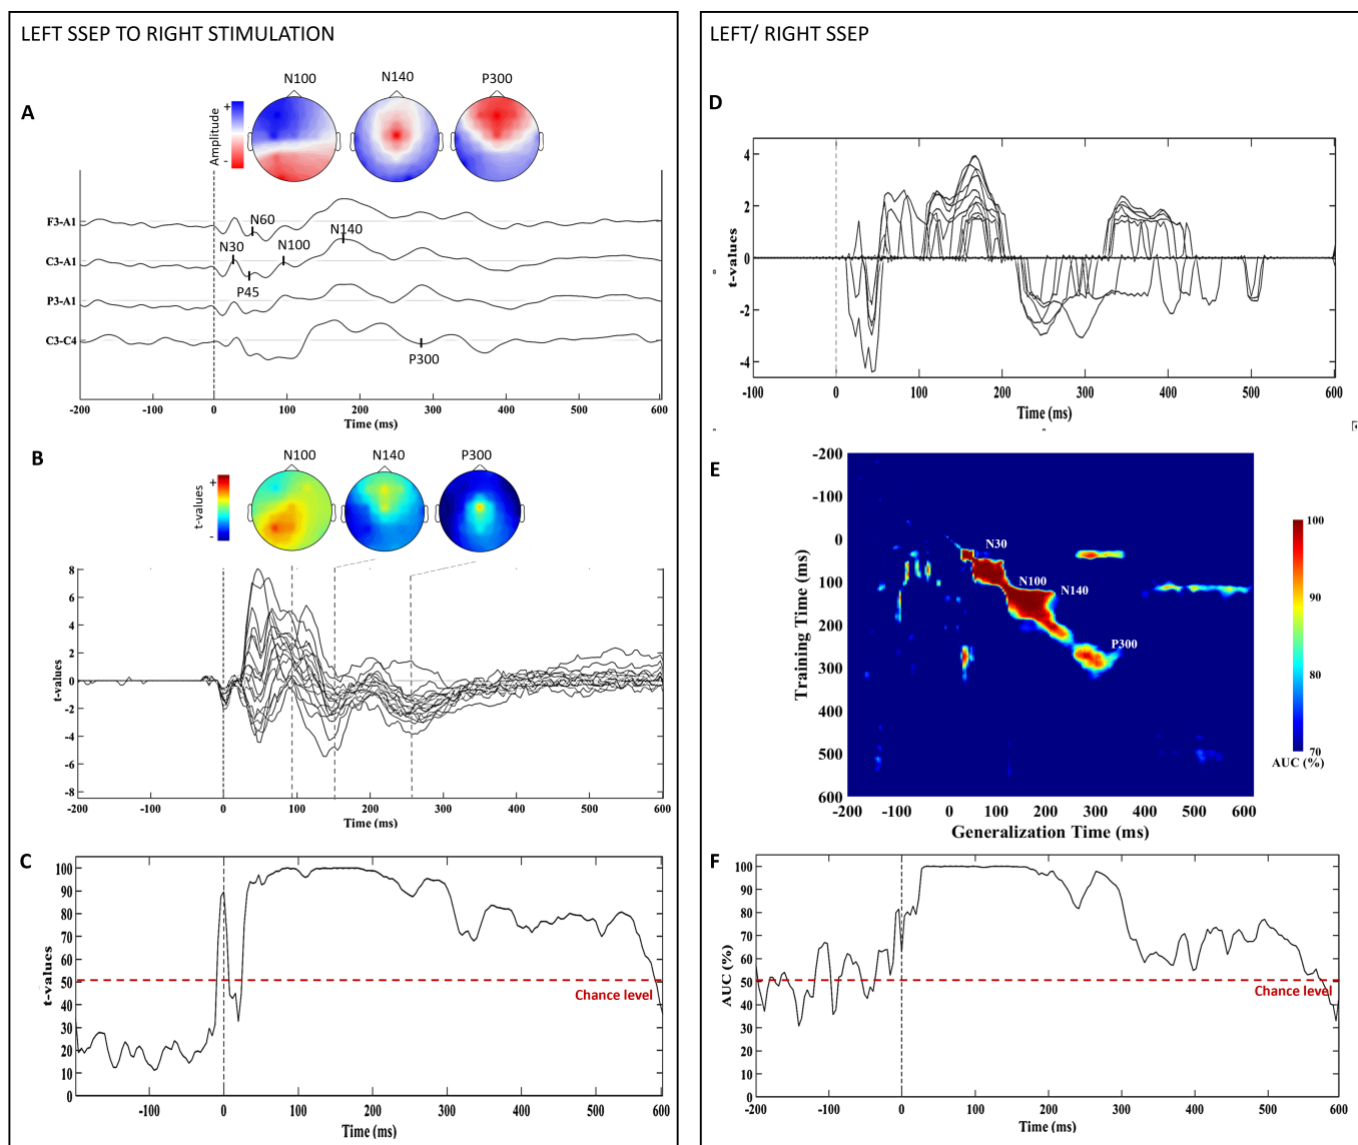 LEFT SSEP TO RIGHT STIMULATION
A
N100 N140 P300
+
Amplitude
-
F3-A1
N60
N30 N100 N140
C3-A1
P45
P3-A1
C3-C4
P300
-200 -100 0 100 200 300 400 500 600
Time (ms)
B
N100 N140 P300
+
t-values
-
8
6
4
2
0
-2
-4
-6
-8
t-values
-200 -100 0 100 200 300 400 500 600
Time (ms)
C
100
90
80
70
60
50
40
30
20
10
0
t-values
Chance level
-100 0 100 200 300 400 500 600
Time (ms)
LEFT/ RIGHT SSEP
D
4
2
0
-2
-4
t-values
-100 0 100 200 300 400 500 600
Time (ms)
E
-200
-100
0
100
200
300
400
500
600
Training Time (ms)
N30
N100
N140
P300
100
90
80
70
AUC (%)
-200 -100 0 100 200 300 400 500 600
Generalization Time (ms)
F
100
90
80
70
60
50
40
30
20
10
0
AUC (%)
Chance level
-200 -100 0 100 200 300 400 500 600
Time (ms)